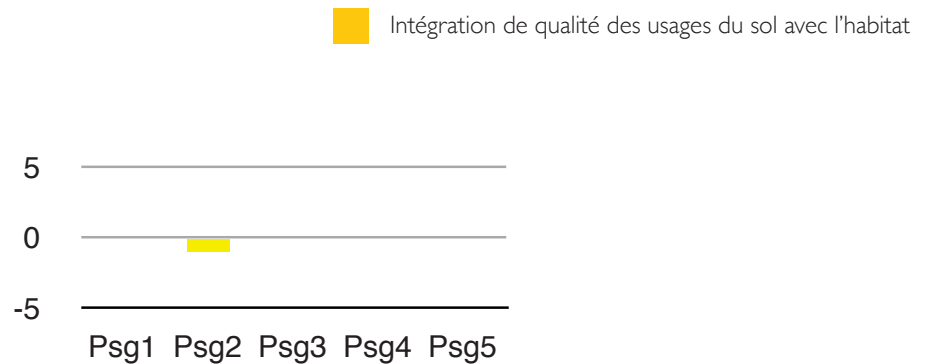 Intégration de qualité des usages du sol avec l’habitat
5
0
-5
Psg1 Psg2 Psg3 Psg4 Psg5